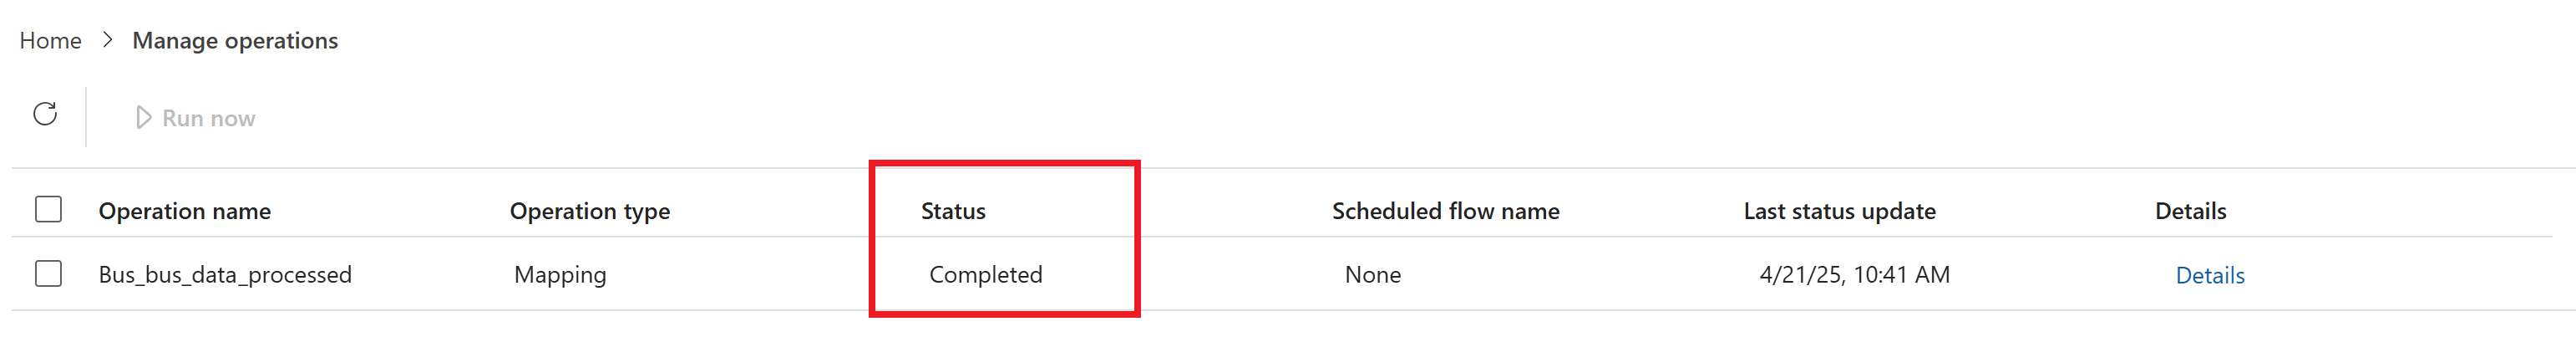 Home > Manage operations
Run now
Operation name Operation type Status Scheduled flow name Last status update Details
Bus_bus_data_processed Mapping Completed None 4/21/25, 10:41 AM Details